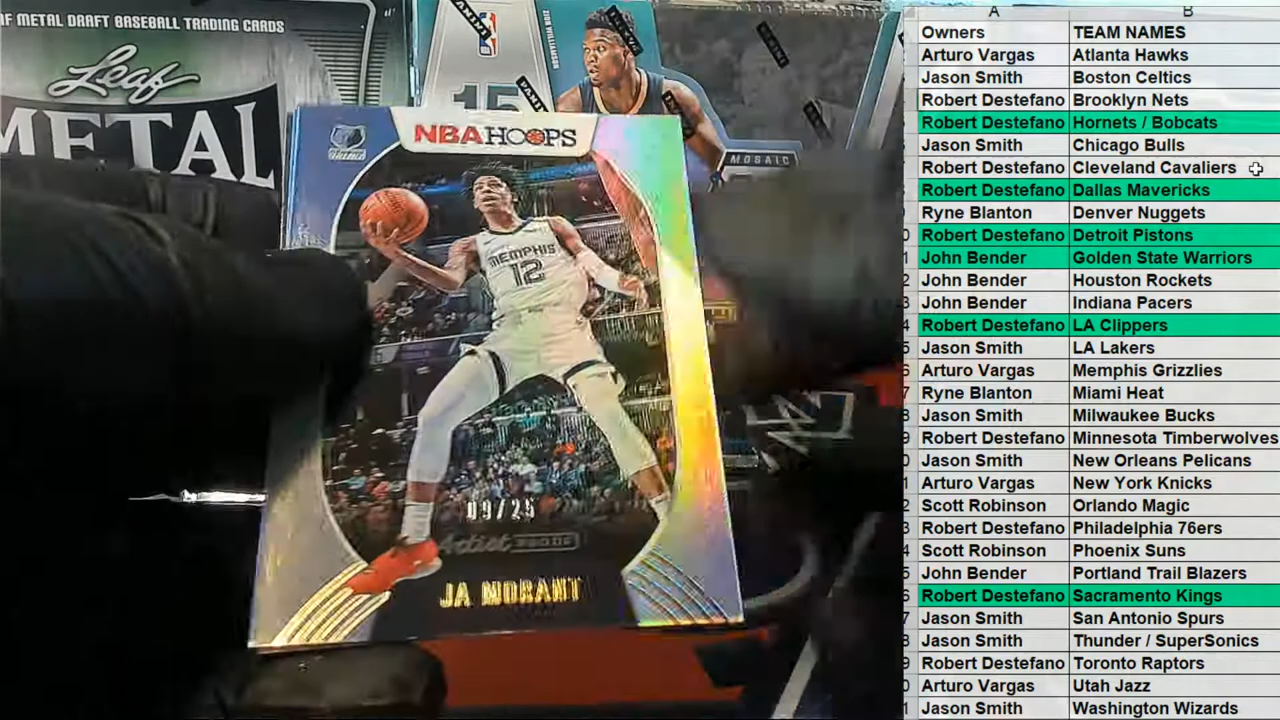 OF METAL DRAFT BASEBALL TRADING CARDS
Leaf
METAL
15
MOSAIC
NBA HOOPS
MEMPHIS
12
09/25
Artist PROOF
JA MORANT
A B
Owners TEAM NAMES
Arturo Vargas Atlanta Hawks
Jason Smith Boston Celtics
Robert Destefano Brooklyn Nets
Robert Destefano Hornets / Bobcats
Jason Smith Chicago Bulls
Robert Destefano Cleveland Cavaliers
Robert Destefano Dallas Mavericks
Ryne Blanton Denver Nuggets
Robert Destefano Detroit Pistons
John Bender Golden State Warriors
John Bender Houston Rockets
John Bender Indiana Pacers
Robert Destefano LA Clippers
Jason Smith LA Lakers
Arturo Vargas Memphis Grizzlies
Ryne Blanton Miami Heat
Jason Smith Milwaukee Bucks
Robert Destefano Minnesota Timberwolves
Jason Smith New Orleans Pelicans
Arturo Vargas New York Knicks
Scott Robinson Orlando Magic
Robert Destefano Philadelphia 76ers
Scott Robinson Phoenix Suns
John Bender Portland Trail Blazers
Robert Destefano Sacramento Kings
Jason Smith San Antonio Spurs
Jason Smith Thunder / SuperSonics
Robert Destefano Toronto Raptors
Arturo Vargas Utah Jazz
Jason Smith Washington Wizards